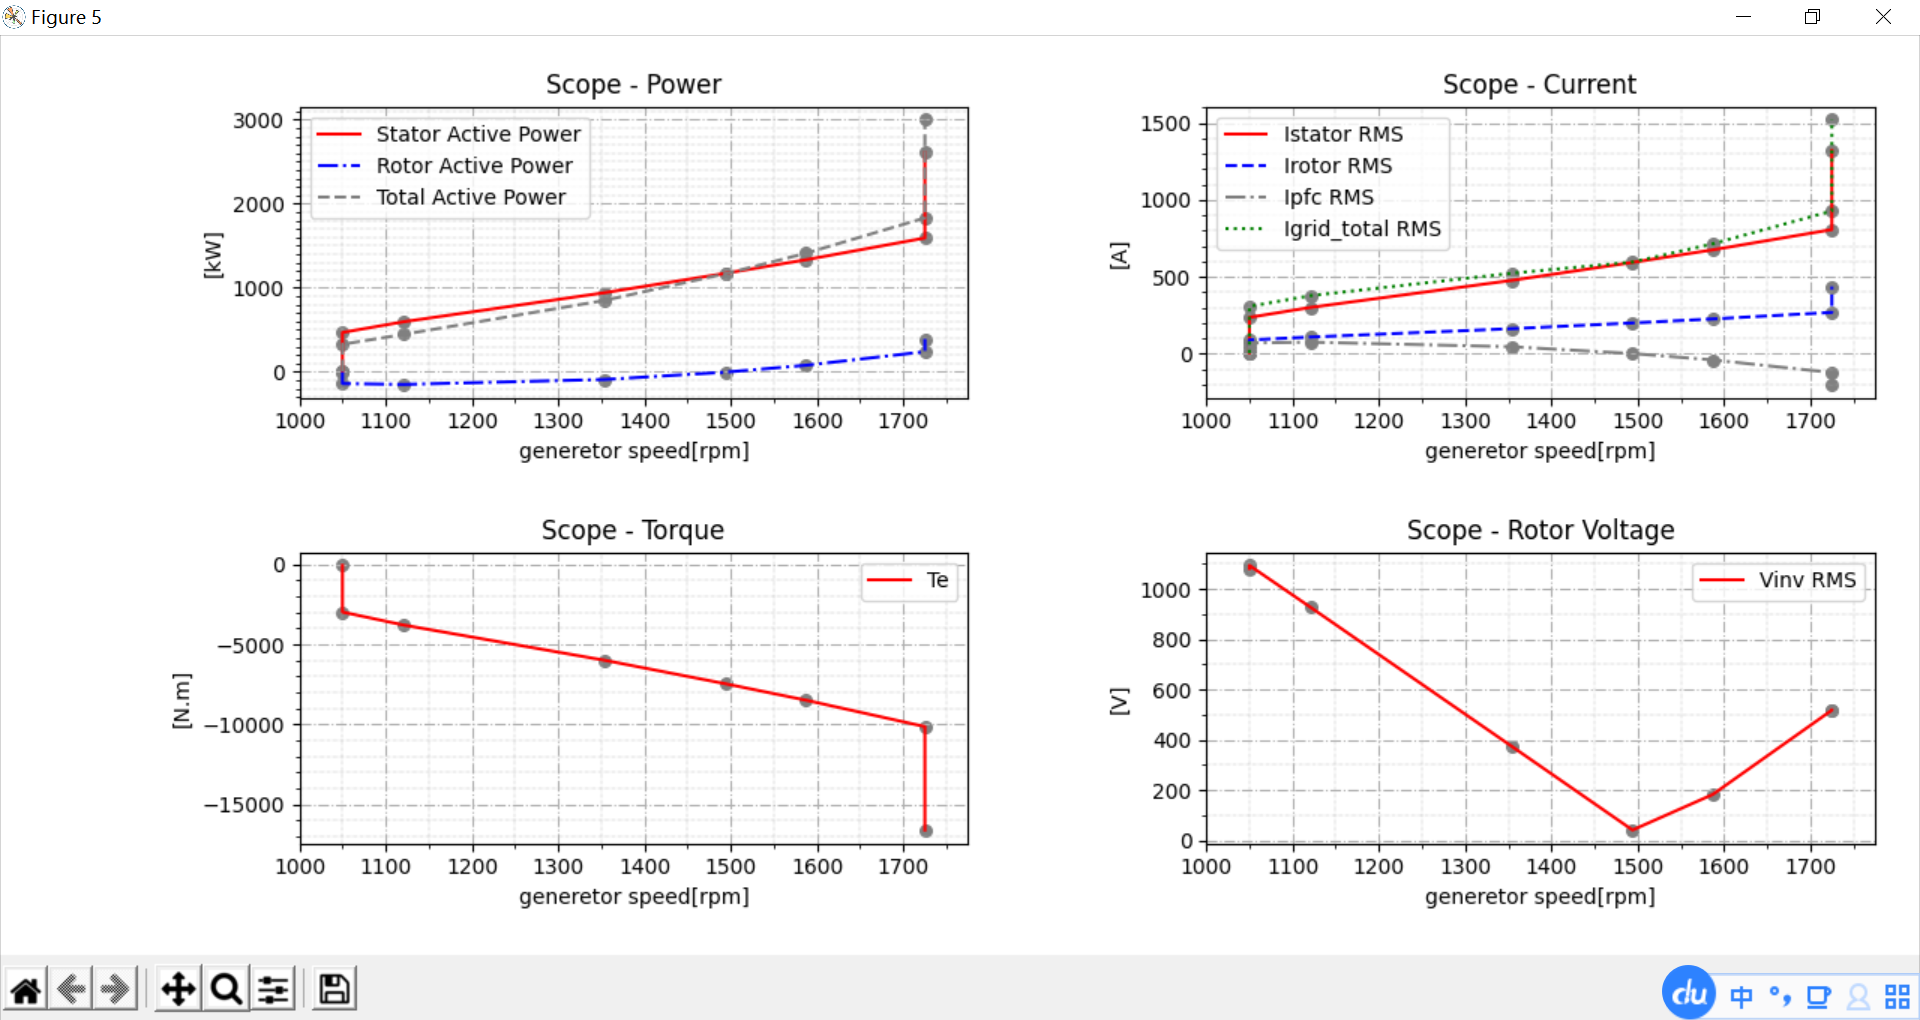 Figure 5
Scope - Power
3000
2000
1000
0
[kW]
Stator Active Power
Rotor Active Power
Total Active Power
1000 1100 1200 1300 1400 1500 1600 1700
generetor speed[rpm]
Scope - Current
1500
1000
500
0
[A]
Istator RMS
Irotor RMS
Ipfc RMS
Igrid_total RMS
1000 1100 1200 1300 1400 1500 1600 1700
generetor speed[rpm]
Scope - Torque
0
−5000
−10000
−15000
[N.m]
Te
1000 1100 1200 1300 1400 1500 1600 1700
generetor speed[rpm]
Scope - Rotor Voltage
1000
800
600
400
200
0
[V]
Vinv RMS
1000 1100 1200 1300 1400 1500 1600 1700
generetor speed[rpm]
du 中 °,